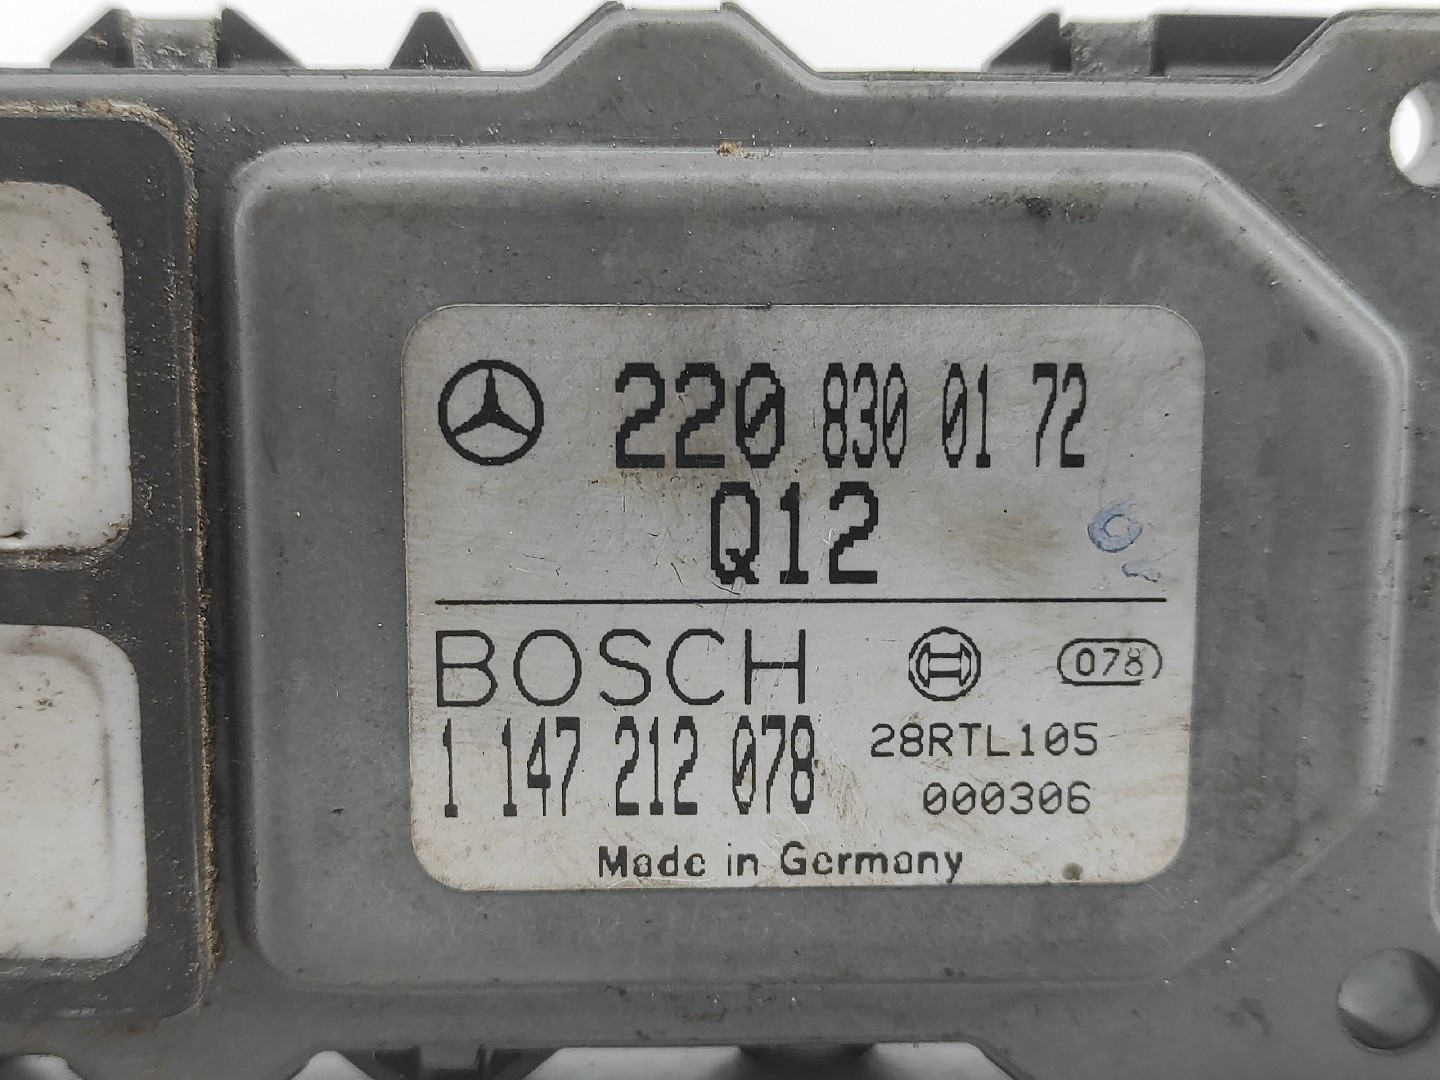 220 830 01 72
Q12
BOSCH 078
1 147 212 078 28RTL105
000306
Made in Germany